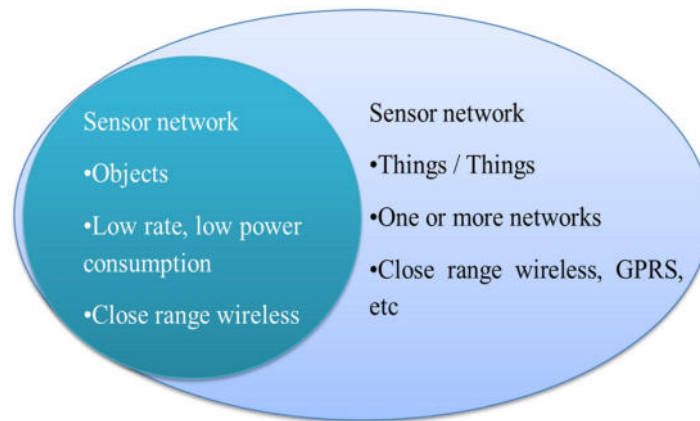 Sensor network
•Objects
•Low rate, low power
consumption
•Close range wireless
Sensor network
•Things / Things
•One or more networks
•Close range wireless, GPRS,
etc